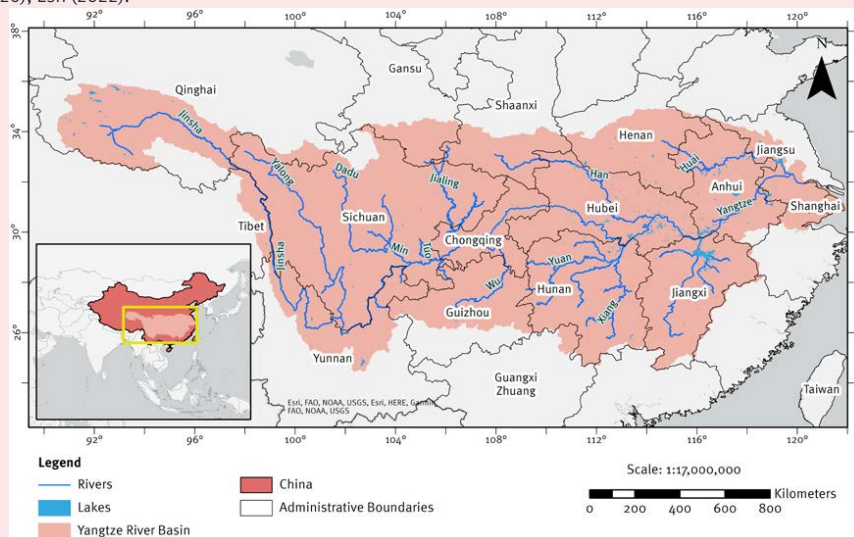 20), Esri (2022).
92° 96° 100° 104° 108° 112° 116° 120°
38°
34°
30°
26°
38°
34°
30°
26°
N
Qinghai
Gansu
Shaanxi
Henan
Jiangsu
Jinsha
Yalong
Dadu
Jialing
Han
Huai
Anhui
Tibet
Sichuan
Hubei
Yangtze
Shanghai
Jinsha
Min
Tuo
Chongqing
Wu
Yuan
Hunan
Xiang
Jiangxi
Guizhou
Yunnan
Guangxi
Zhuang
Taiwan
Esri, FAO, NOAA, USGS, Esri, HERE, Garmin,
FAO, NOAA, USGS
92° 96° 100° 104° 108° 112° 116° 120°
Legend
Rivers
Lakes
Yangtze River Basin
China
Administrative Boundaries
Scale: 1:17,000,000
Kilometers
0 200 400 600 800